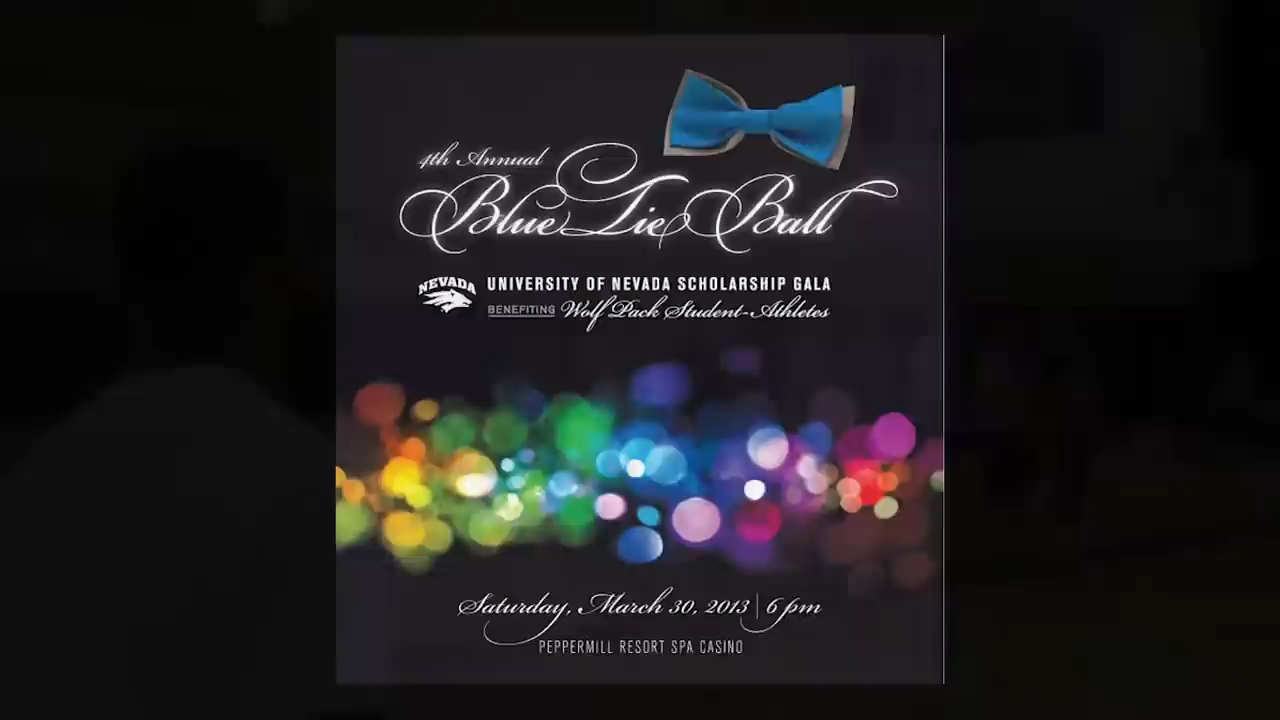 4th Annual
Blue Tie Ball
NEVADA
UNIVERSITY OF NEVADA SCHOLARSHIP GALA
BENEFITING Wolf Pack Student-Athletes
Saturday, March 30, 2013 | 6 pm
PEPPERMILL RESORT SPA CASINO